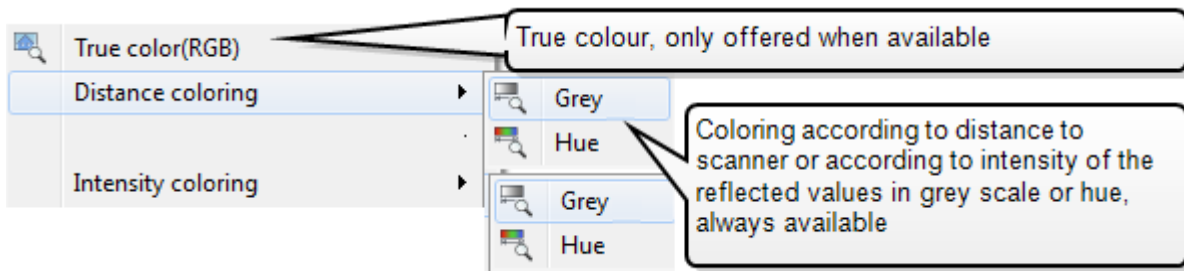 True color(RGB)
True colour, only offered when available
Distance coloring
Grey
Hue
Coloring according to distance to
scanner or according to intensity of the
reflected values in grey scale or hue,
always available
Intensity coloring
Grey
Hue